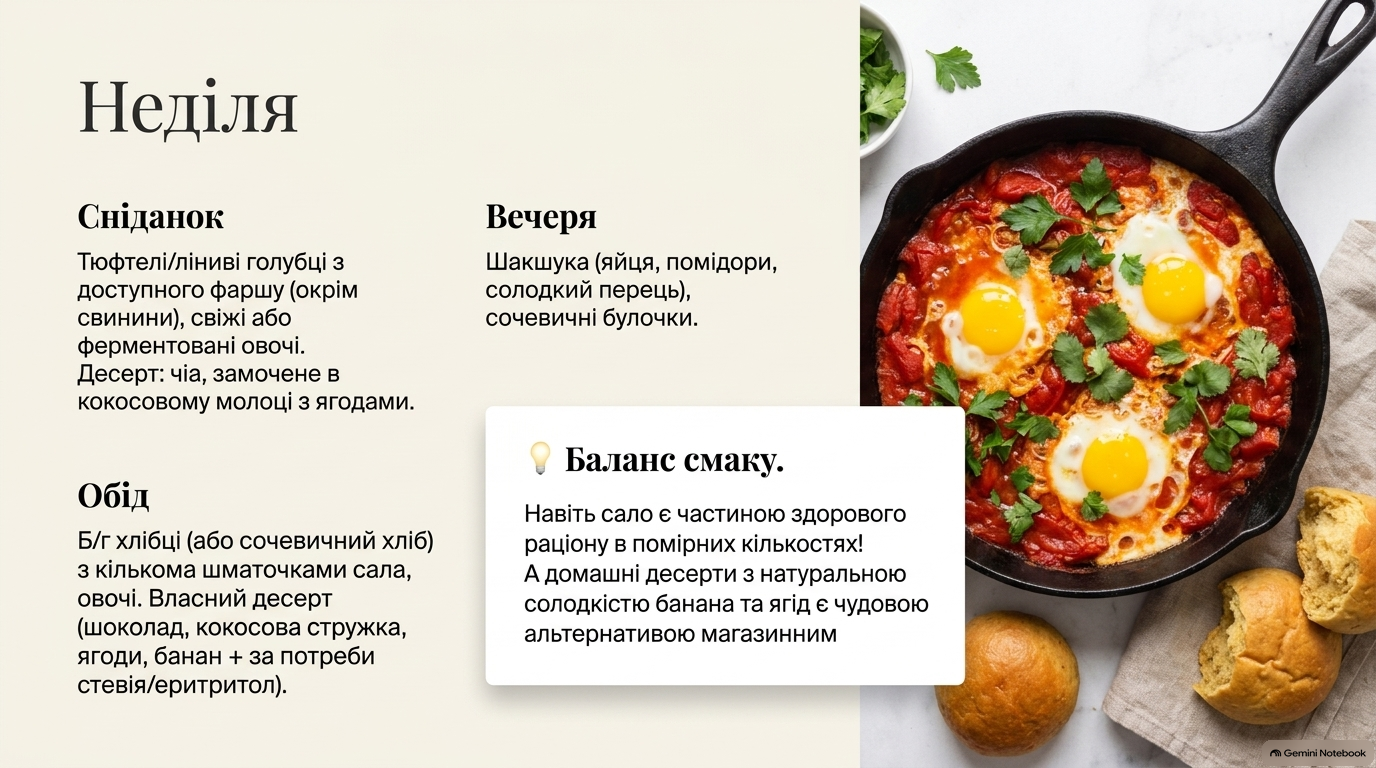 Неділя
Сніданок
Тюфтелі/ліниві голубці з
доступного фаршу (окрім
свинини), свіжі або
ферментовані овочі.
Десерт: чіа, замочене в
кокосовому молоці з ягодами.
Обід
Б/г хлібці (або сочевичний хліб)
з кількома шматочками сала,
овочі. Власний десерт
(шоколад, кокосова стружка,
ягоди, банан + за потреби
стевія/еритритол).
Вечеря
Шакшука (яйця, помідори,
солодкий перець),
сочевичні булочки.
💡 Баланс смаку.
Навіть сало є частиною здорового
раціону в помірних кількостях!
А домашні десерти з натуральною
солодкістю банана та ягід є чудовою
альтернативою магазинним
Gemini Notebook